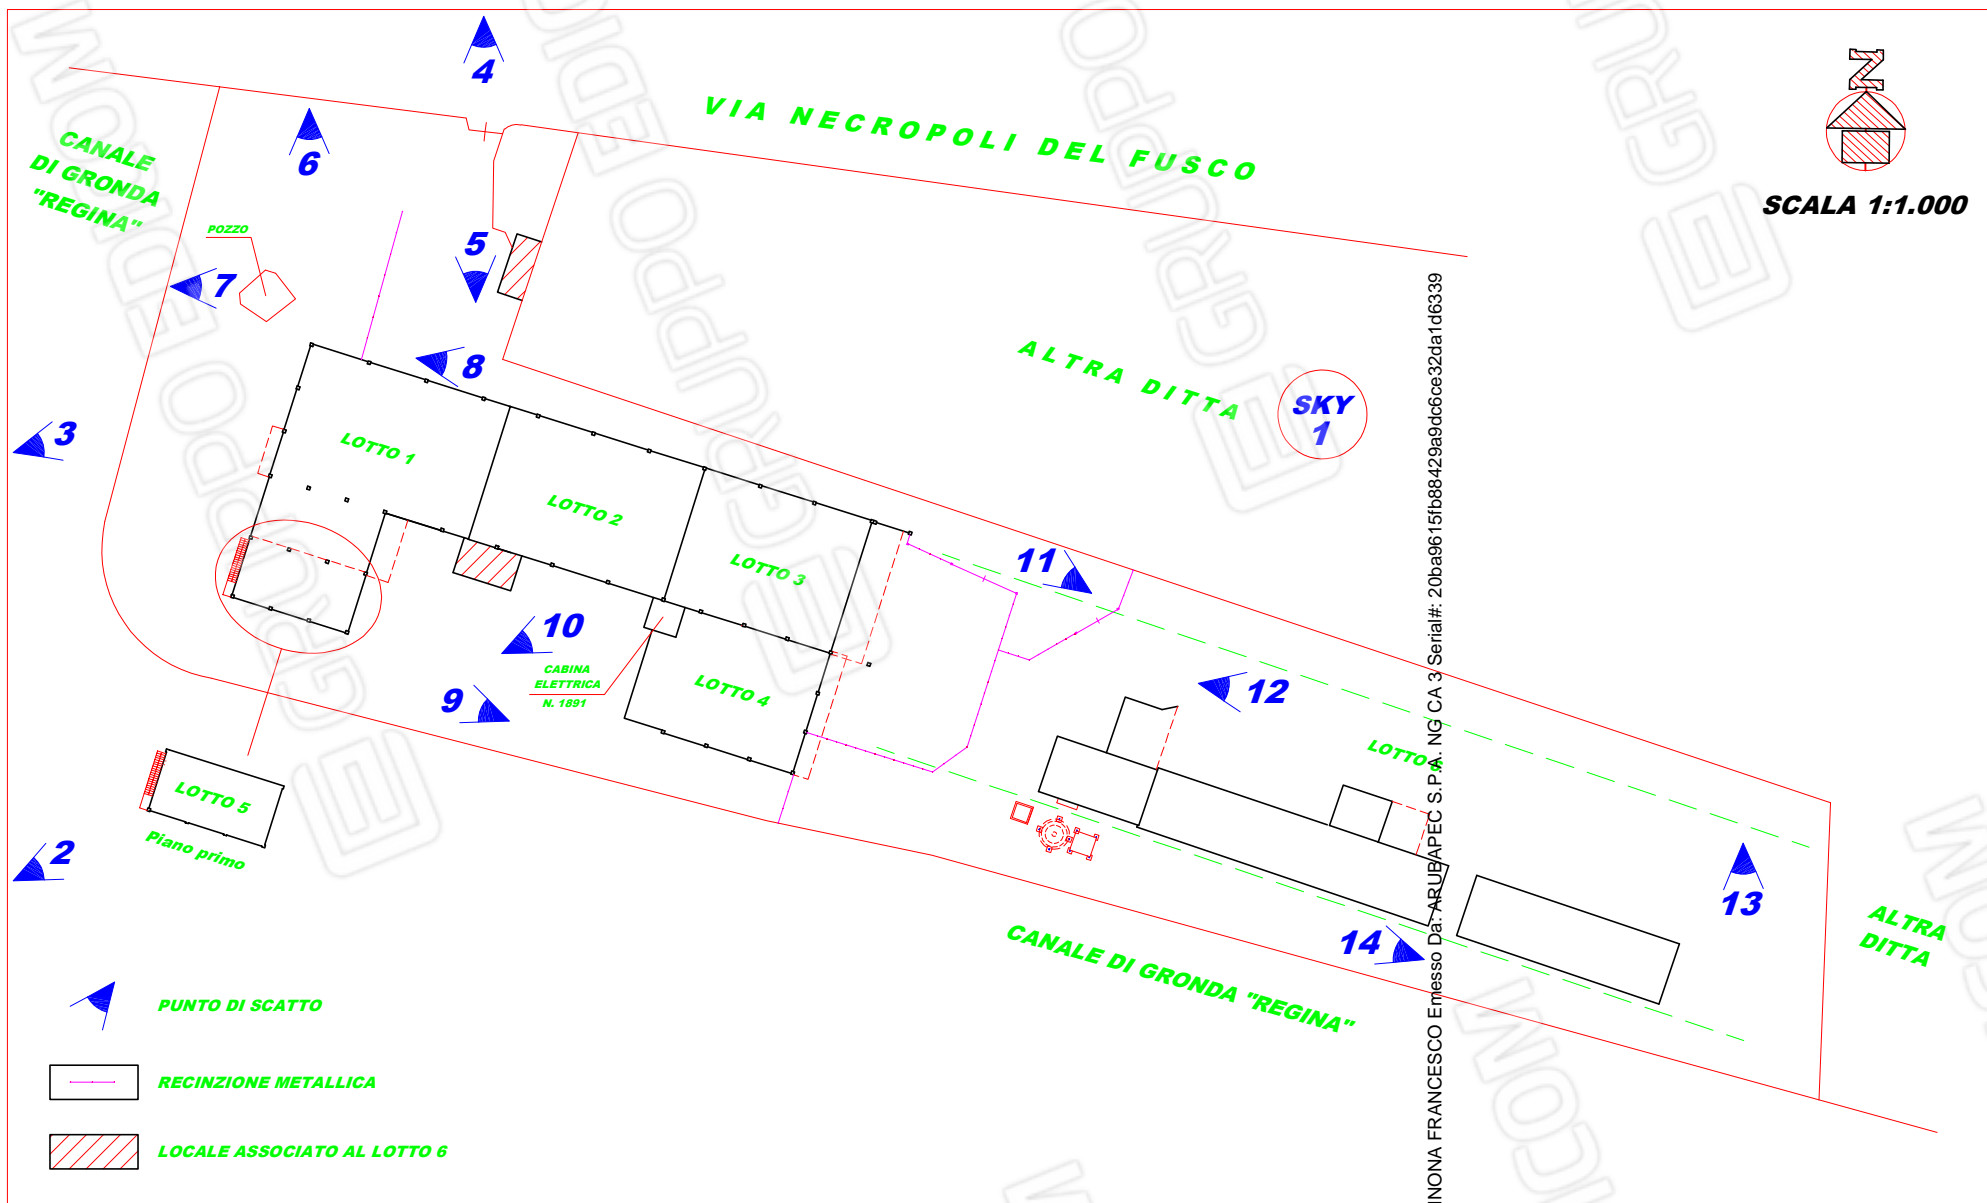 4
VIA NECROPOLI DEL FUSCO
N
SCALA 1:1.000
CANALE
DI GRONDA
"REGINA"
6
POZZO
5
7
8
3
ALTRA DITTA
SKY
1
LOTTO 1
LOTTO 2
LOTTO 3
11
10
CABINA
ELETTRICA
N. 1891
9
LOTTO 4
12
LOTTO
LOTTO 5
Piano primo
2
13
14
CANALE DI GRONDA "REGINA"
ALTRA
DITTA
PUNTO DI SCATTO
RECINZIONE METALLICA
LOCALE ASSOCIATO AL LOTTO 6
INONA FRANCESCO Emesso Da: ARUBAPEC S.P.A. NG CA 3 Serial#: 20ba9615fb88429a9dc6ce32da1d6339